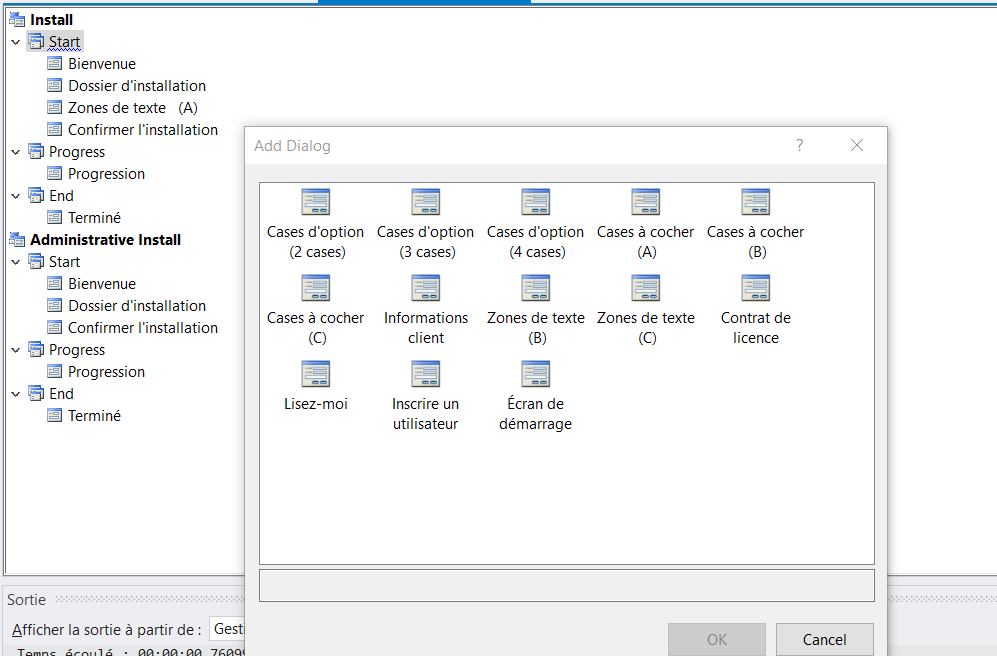 Install
Start
Bienvenue
Dossier d'installation
Zones de texte (A)
Confirmer l'installation
Progress
Progression
End
Terminé
Administrative Install
Start
Bienvenue
Dossier d'installation
Confirmer l'installation
Progress
Progression
End
Terminé
Add Dialog
?
Cases d'option
(2 cases)
Cases d'option
(3 cases)
Cases d'option
(4 cases)
Cases à cocher
(A)
Cases à cocher
(B)
Cases à cocher
(C)
Informations
client
Zones de texte
(B)
Zones de texte
(C)
Contrat de
licence
Lisez-moi
Inscrire un
utilisateur
Écran de
démarrage
OK
Cancel
Sortie
Afficher la sortie à partir de : Gesti
Temps écoulé : 00:00:00.76099